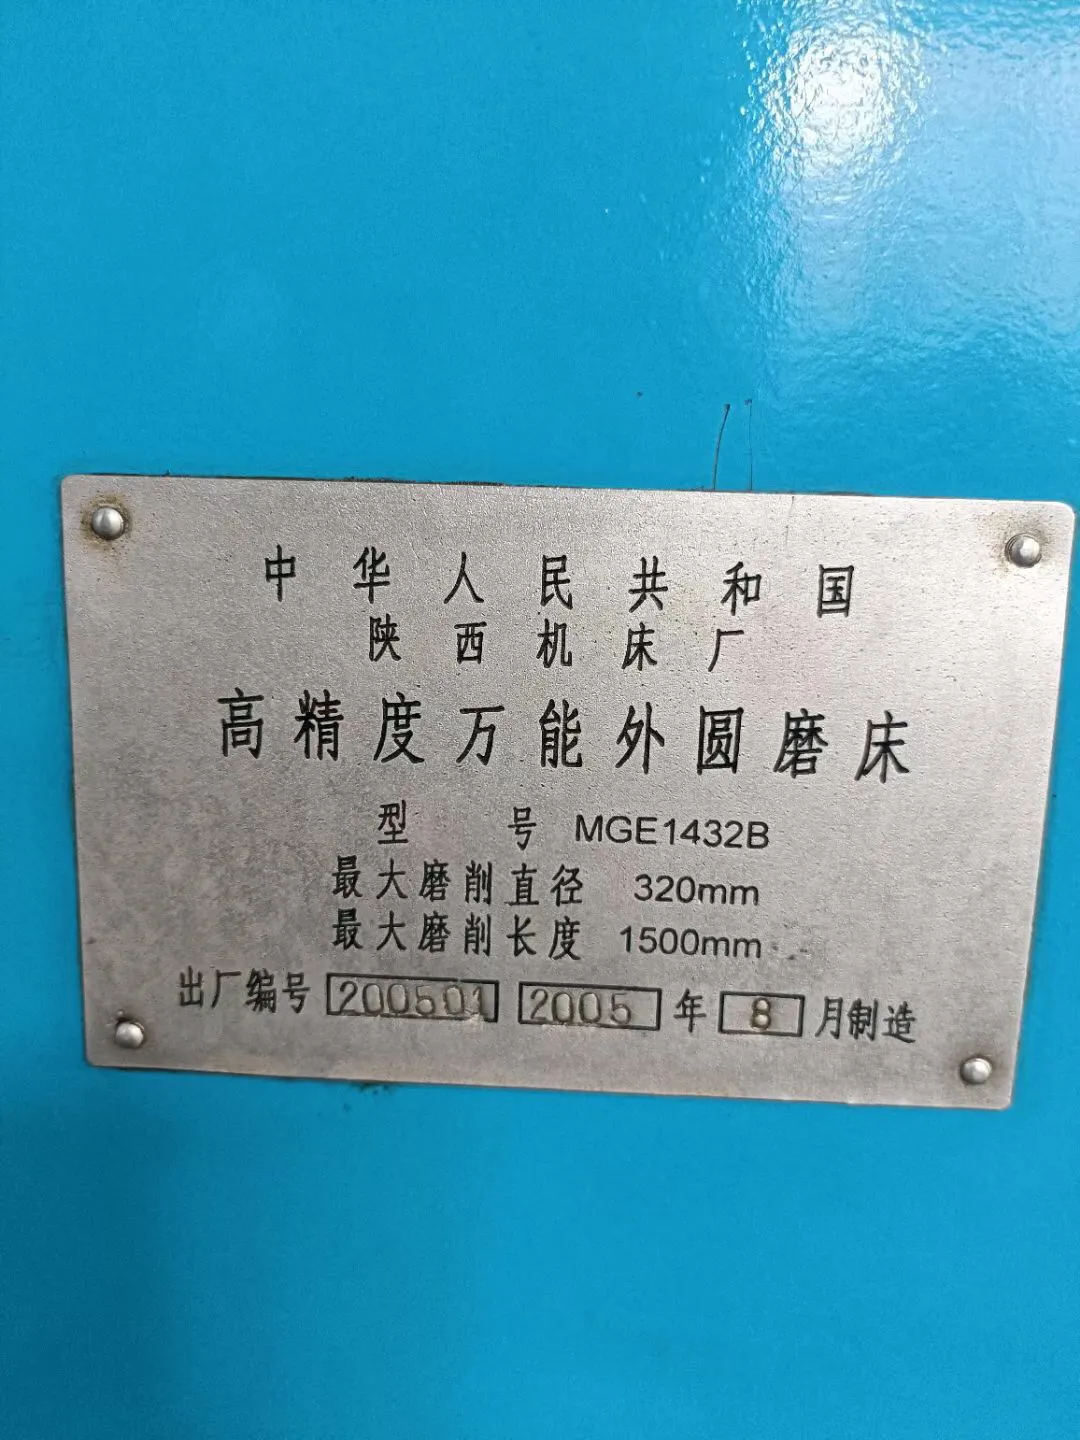 中华人民共和国
陕西机床厂
高精度万能外圆磨床
型号 MGE1432B
最大磨削直径 320mm
最大磨削长度 1500mm
出厂编号 200501 2005 年 8 月制造